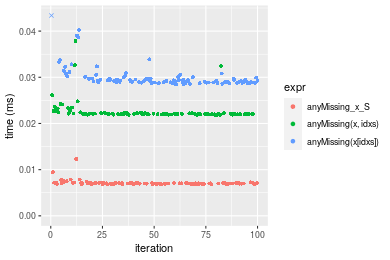 0.04
0.03
0.02
0.01
0.00
time (ms)
0
25
50
75
100
iteration
expr
anyMissing_x_S
anyMissing(x, idxs)
anyMissing(x[idxs])